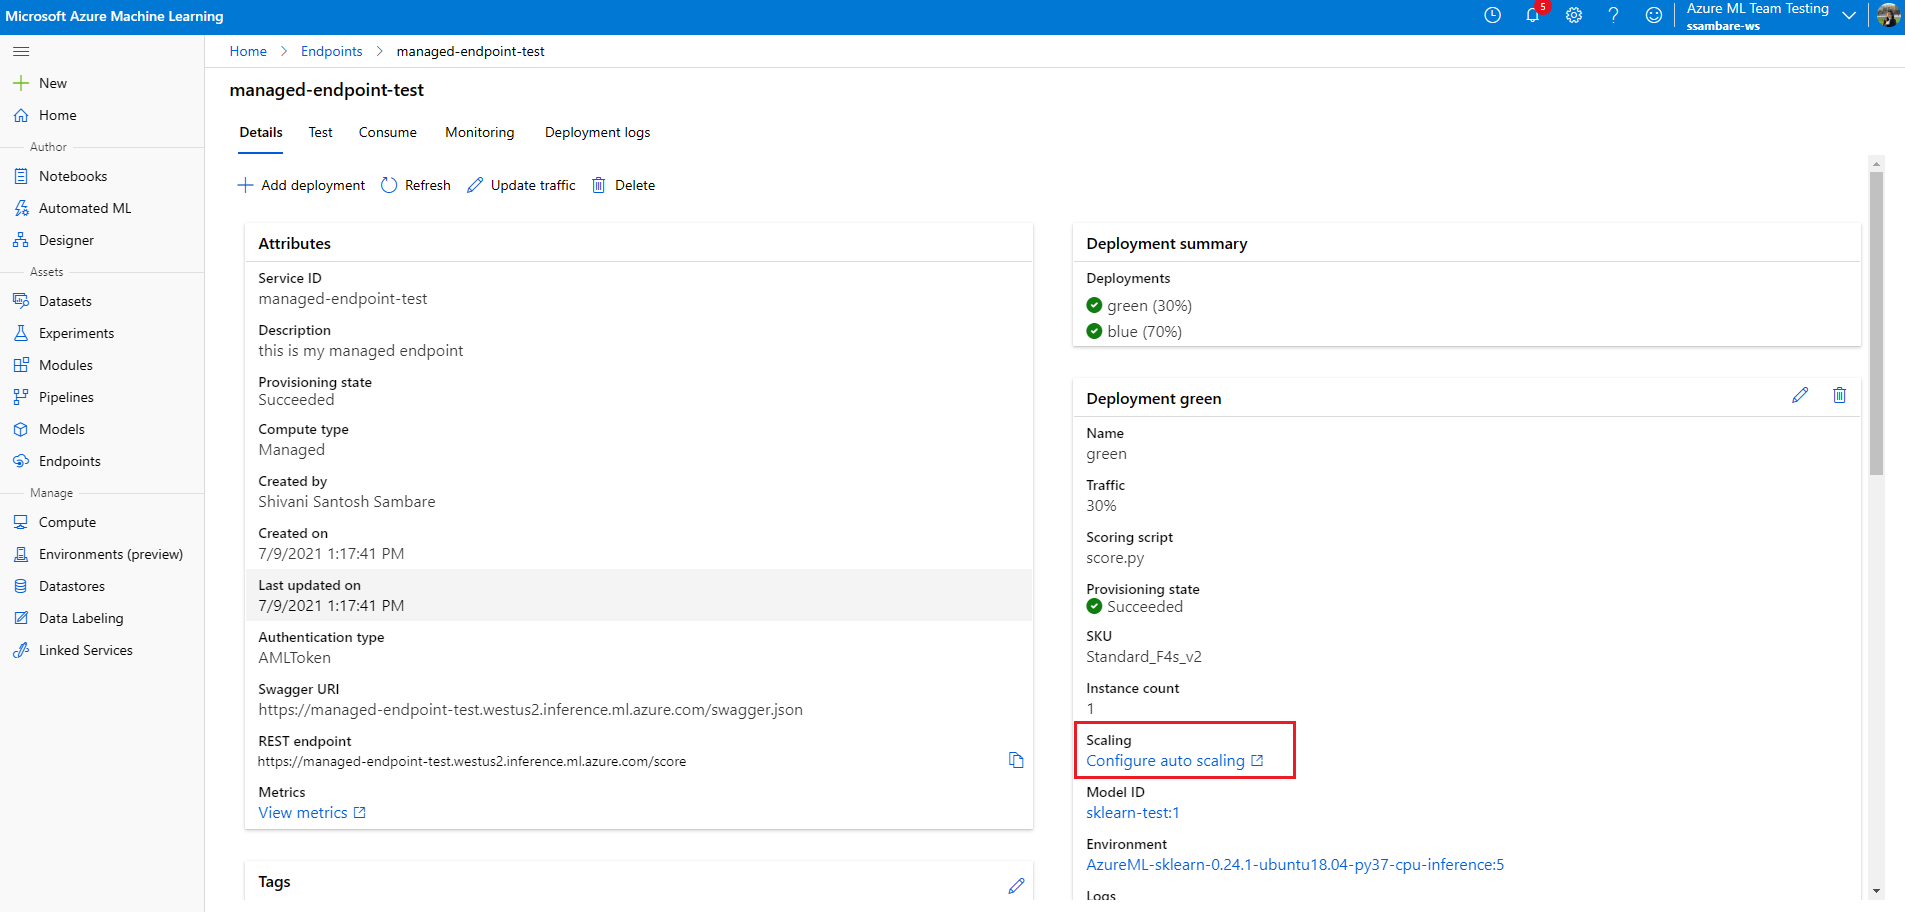 Microsoft Azure Machine Learning
5
Azure ML Team Testing
ssambare-ws
New
Home
Author
Notebooks
Automated ML
Designer
Assets
Datasets
Experiments
Modules
Pipelines
Models
Endpoints
Manage
Compute
Environments (preview)
Datastores
Data Labeling
Linked Services
Home > Endpoints > managed-endpoint-test
managed-endpoint-test
Details Test Consume Monitoring Deployment logs
Add deployment Refresh Update traffic Delete
Attributes
Service ID
managed-endpoint-test
Description
this is my managed endpoint
Provisioning state
Succeeded
Compute type
Managed
Created by
Shivani Santosh Sambare
Created on
7/9/2021 1:17:41 PM
Last updated on
7/9/2021 1:17:41 PM
Authentication type
AMLToken
Swagger URI
https://managed-endpoint-test.westus2.inference.ml.azure.com/swagger.json
REST endpoint
https://managed-endpoint-test.westus2.inference.ml.azure.com/score
Metrics
View metrics
Tags
Deployment summary
Deployments
green (30%)
blue (70%)
Deployment green
Name
green
Traffic
30%
Scoring script
score.py
Provisioning state
Succeeded
SKU
Standard_F4s_v2
Instance count
1
Scaling
Configure auto scaling
Model ID
sklearn-test:1
Environment
AzureML-sklearn-0.24.1-ubuntu18.04-py37-cpu-inference:5
Logs